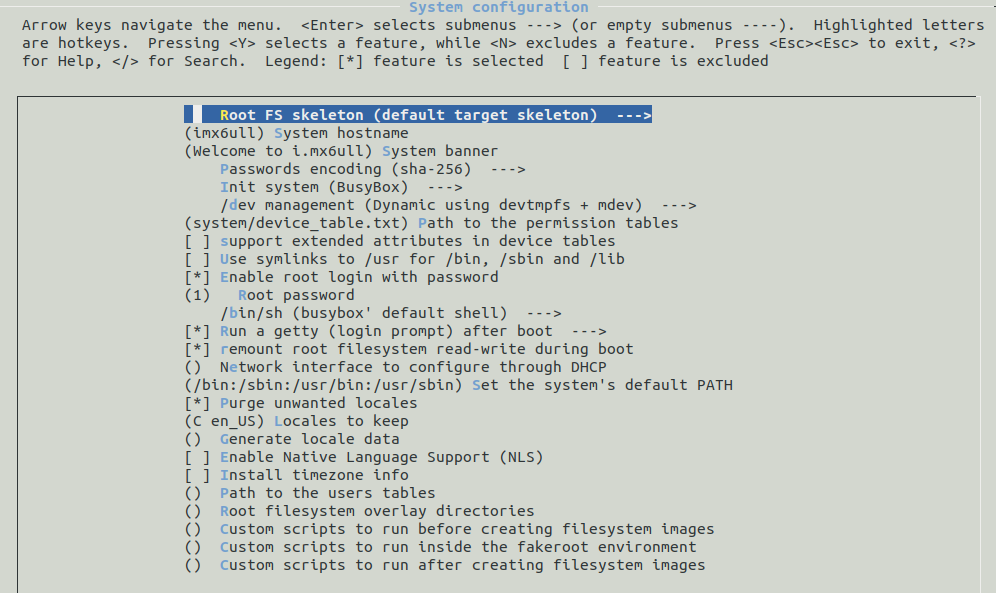 System configuration
Arrow keys navigate the menu.  <Enter> selects submenus ---> (or empty submenus ----).  Highlighted letters
are hotkeys.  Pressing <Y> selects a feature, while <N> excludes a feature.  Press <Esc><Esc> to exit, <?>
for Help, </> for Search.  Legend: [*] feature is selected  [ ] feature is excluded
Root FS skeleton (default target skeleton)  --->
(imx6ull) System hostname
(Welcome to i.mx6ull) System banner
Passwords encoding (sha-256)  --->
Init system (BusyBox)  --->
/dev management (Dynamic using devtmpfs + mdev)  --->
(system/device_table.txt) Path to the permission tables
[ ] support extended attributes in device tables
[ ] Use symlinks to /usr for /bin, /sbin and /lib
[*] Enable root login with password
(1)   Root password
/bin/sh (busybox' default shell)  --->
[*] Run a getty (login prompt) after boot  --->
[*] remount root filesystem read-write during boot
()  Network interface to configure through DHCP
(/bin:/sbin:/usr/bin:/usr/sbin) Set the system's default PATH
[*] Purge unwanted locales
(C en_US) Locales to keep
()  Generate locale data
[ ] Enable Native Language Support (NLS)
[ ] Install timezone info
()  Path to the users tables
()  Root filesystem overlay directories
()  Custom scripts to run before creating filesystem images
()  Custom scripts to run inside the fakeroot environment
()  Custom scripts to run after creating filesystem images